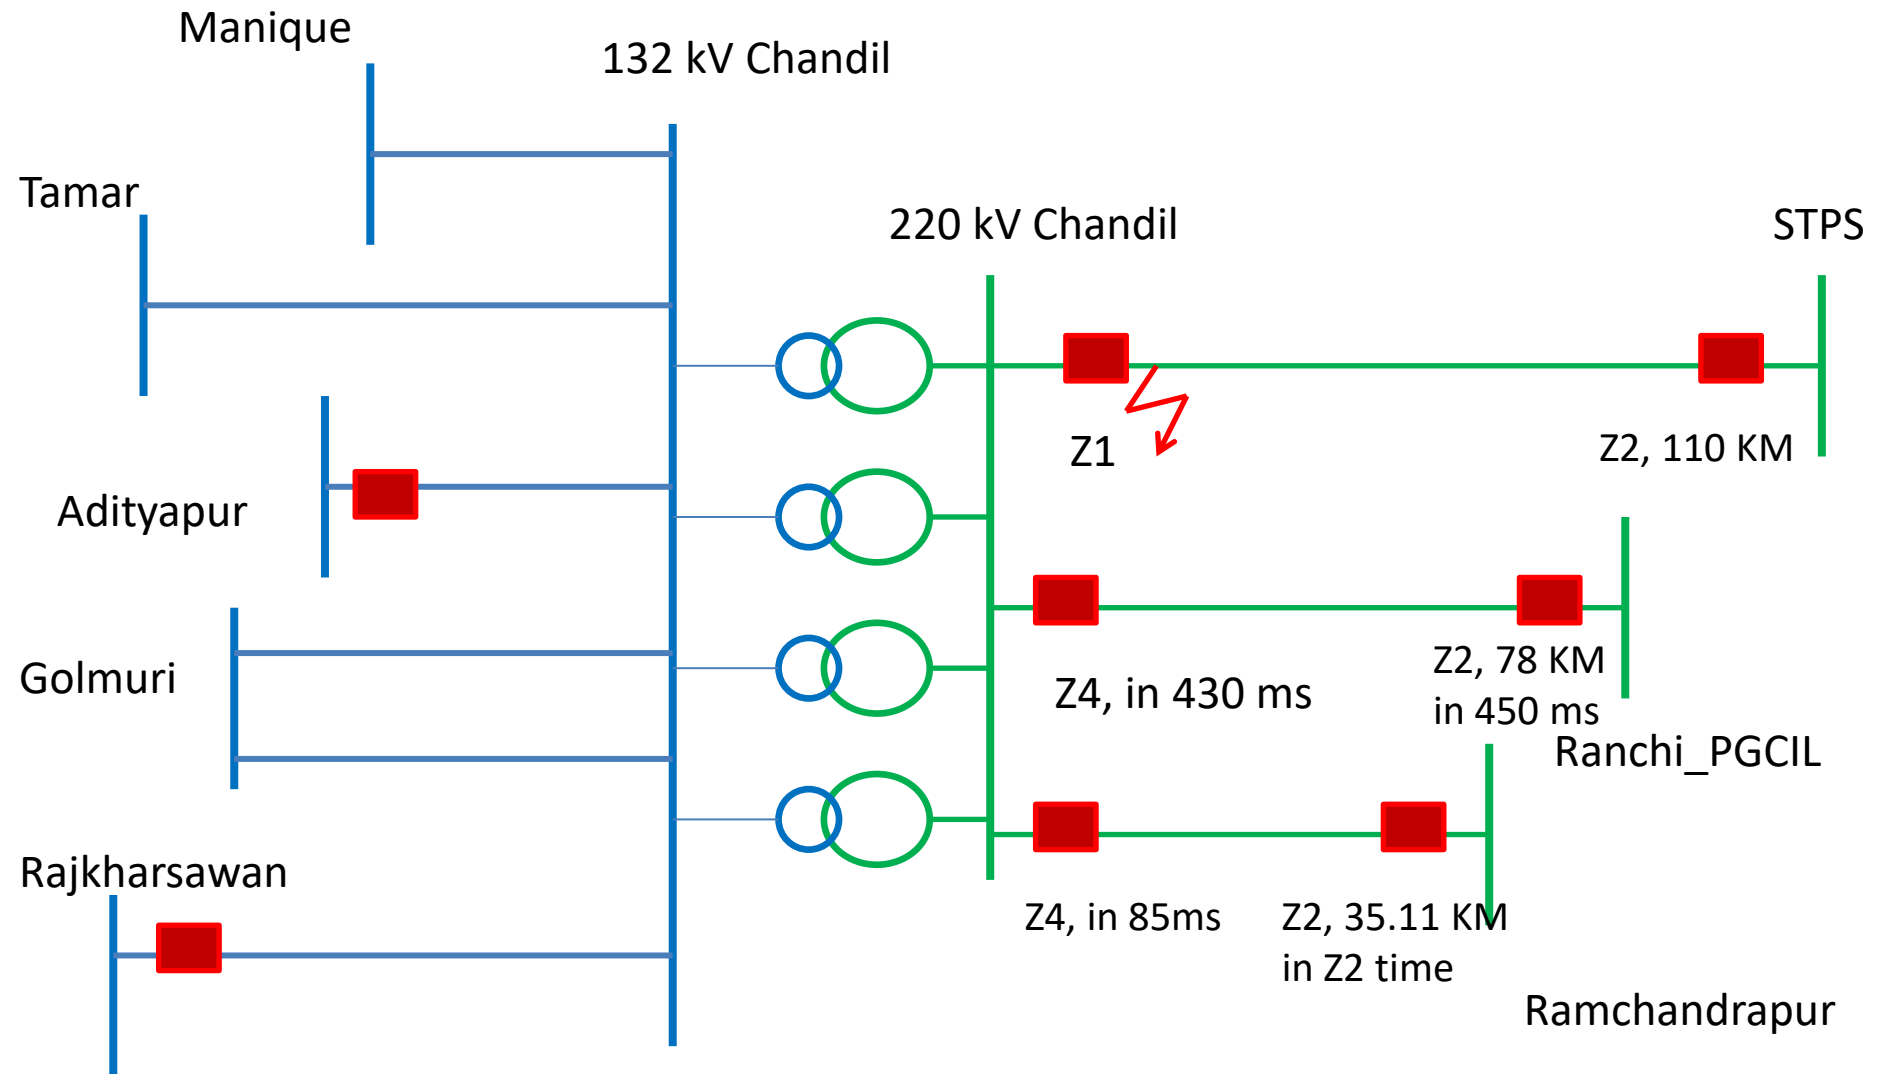 Manique
132 kV Chandil
Tamar
220 kV Chandil
STPS
Z1
Z2, 110 KM
Adityapur
Golmuri
Z4, in 430 ms
Z2, 78 KM
in 450 ms
Ranchi_PGCIL
Rajkharsawan
Z4, in 85ms
Z2, 35.11 KM
in Z2 time
Ramchandrapur